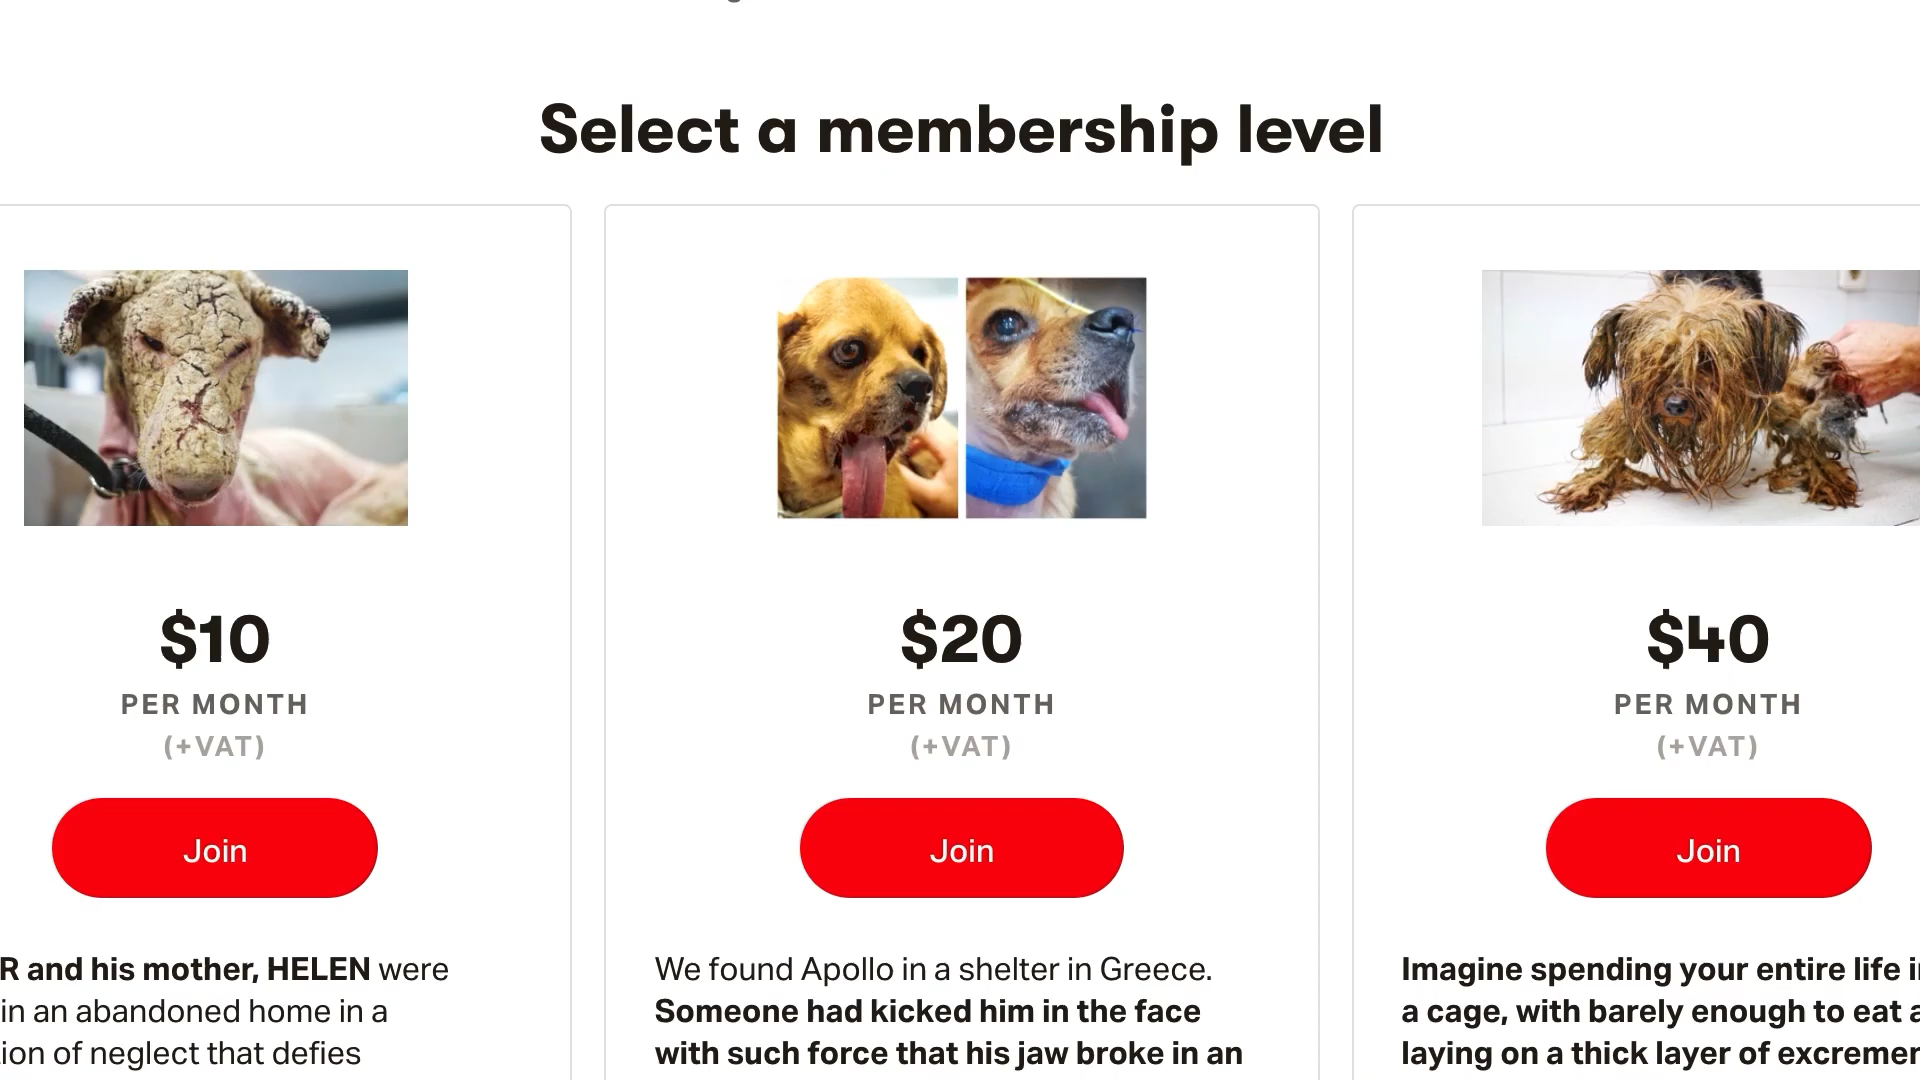 Select a membership level
$10
PER MONTH
(+VAT)
Join
R and his mother, HELEN were
in an abandoned home in a
ion of neglect that defies
$20
PER MONTH
(+VAT)
Join
We found Apollo in a shelter in Greece.
Someone had kicked him in the face
with such force that his jaw broke in an
$40
PER MONTH
(+VAT)
Join
Imagine spending your entire life i
a cage, with barely enough to eat a
laying on a thick layer of excremen